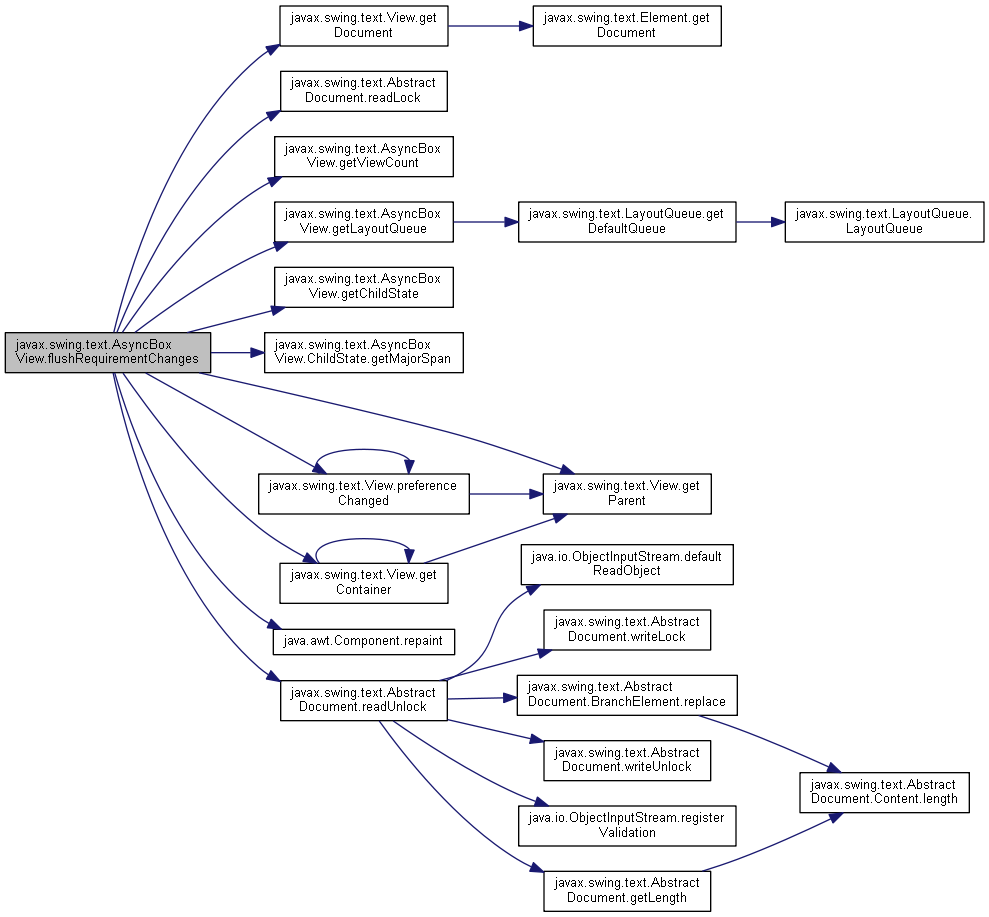 javax.swing.text.View.get
Document
javax.swing.text.Element.get
Document
javax.swing.text.Abstract
Document.readLock
javax.swing.text.AsyncBox
View.getViewCount
javax.swing.text.AsyncBox
View.getLayoutQueue
javax.swing.text.LayoutQueue.get
DefaultQueue
javax.swing.text.LayoutQueue.
LayoutQueue
javax.swing.text.AsyncBox
View.getChildState
javax.swing.text.AsyncBox
View.flushRequirementChanges
javax.swing.text.AsyncBox
View.ChildState.getMajorSpan
javax.swing.text.View.preference
Changed
javax.swing.text.View.get
Parent
javax.swing.text.View.get
Container
java.io.ObjectInputStream.default
ReadObject
java.awt.Component.repaint
javax.swing.text.Abstract
Document.writeLock
javax.swing.text.Abstract
Document.readUnlock
javax.swing.text.Abstract
Document.BranchElement.replace
javax.swing.text.Abstract
Document.writeUnlock
javax.swing.text.Abstract
Document.Content.length
java.io.ObjectInputStream.register
Validation
javax.swing.text.Abstract
Document.getLength